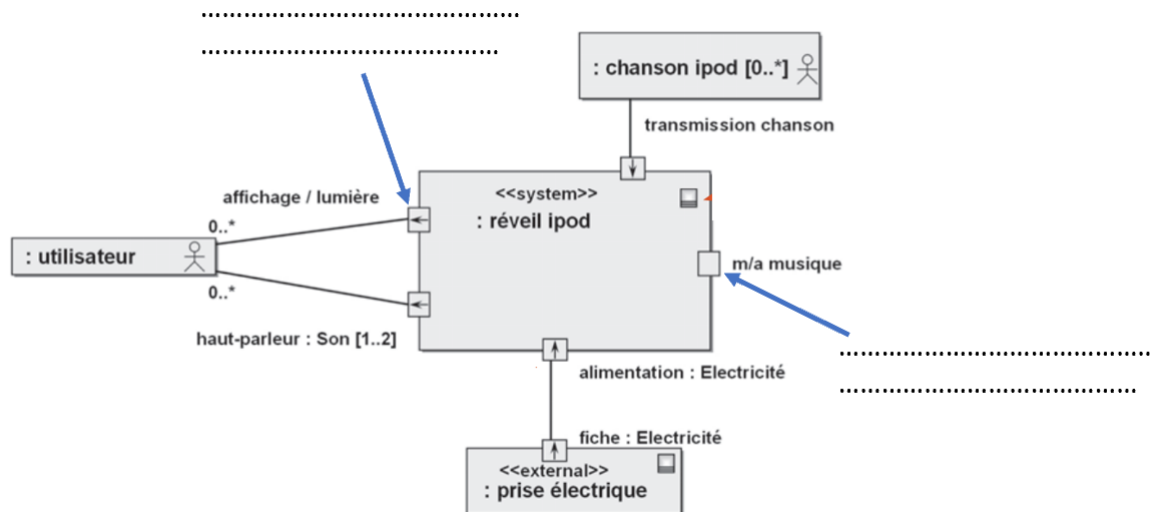 : chanson ipod [0..*]
transmission chanson
affichage / lumière
<<system>>
: réveil ipod
0..*
: utilisateur
m/a musique
0..*
haut-parleur : Son [1..2]
alimentation : Electricité
fiche : Electricité
<<external>>
: prise électrique